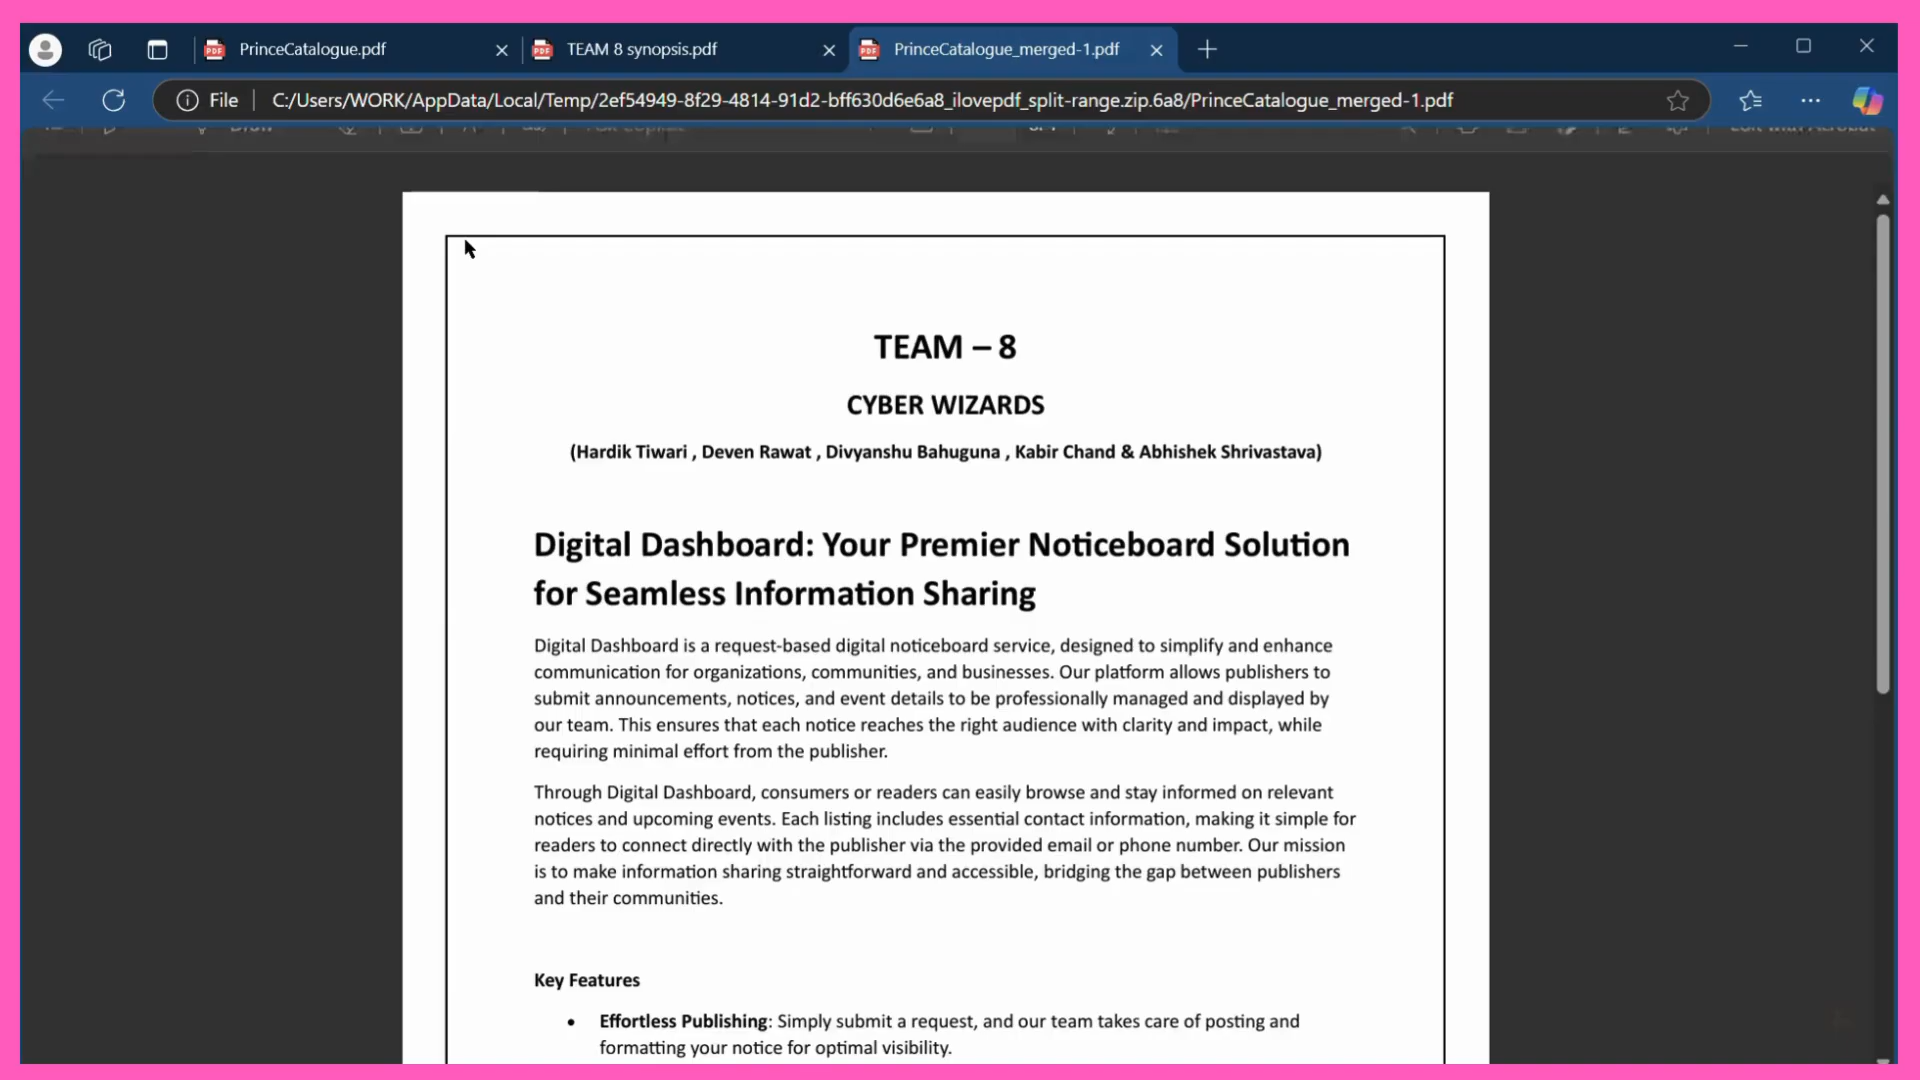 PrinceCatalogue.pdf
TEAM 8 synopsis.pdf
PrinceCatalogue_merged-1.pdf
File
C:/Users/WORK/AppData/Local/Temp/2ef54949-8f29-4814-91d2-bff630d6e6a8_ilovepdf_split-range.zip.6a8/PrinceCatalogue_merged-1.pdf
TEAM – 8
CYBER WIZARDS
(Hardik Tiwari , Deven Rawat , Divyanshu Bahuguna , Kabir Chand & Abhishek Shrivastava)
Digital Dashboard: Your Premier Noticeboard Solution
for Seamless Information Sharing
Digital Dashboard is a request-based digital noticeboard service, designed to simplify and enhance
communication for organizations, communities, and businesses. Our platform allows publishers to
submit announcements, notices, and event details to be professionally managed and displayed by
our team. This ensures that each notice reaches the right audience with clarity and impact, while
requiring minimal effort from the publisher.
Through Digital Dashboard, consumers or readers can easily browse and stay informed on relevant
notices and upcoming events. Each listing includes essential contact information, making it simple for
readers to connect directly with the publisher via the provided email or phone number. Our mission
is to make information sharing straightforward and accessible, bridging the gap between publishers
and their communities.
Key Features
• Effortless Publishing: Simply submit a request, and our team takes care of posting and
formatting your notice for optimal visibility.